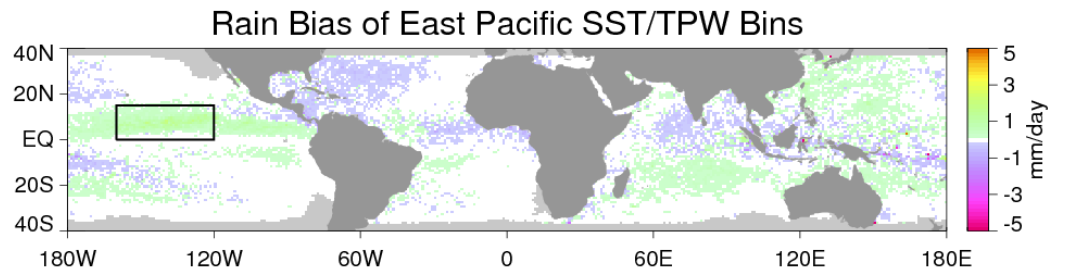 Rain Bias of East Pacific SST/TPW Bins
40N
20N
EQ
20S
40S
180W 120W 60W 0 60E 120E 180E
5
3
1
-1
-3
-5
mm/day